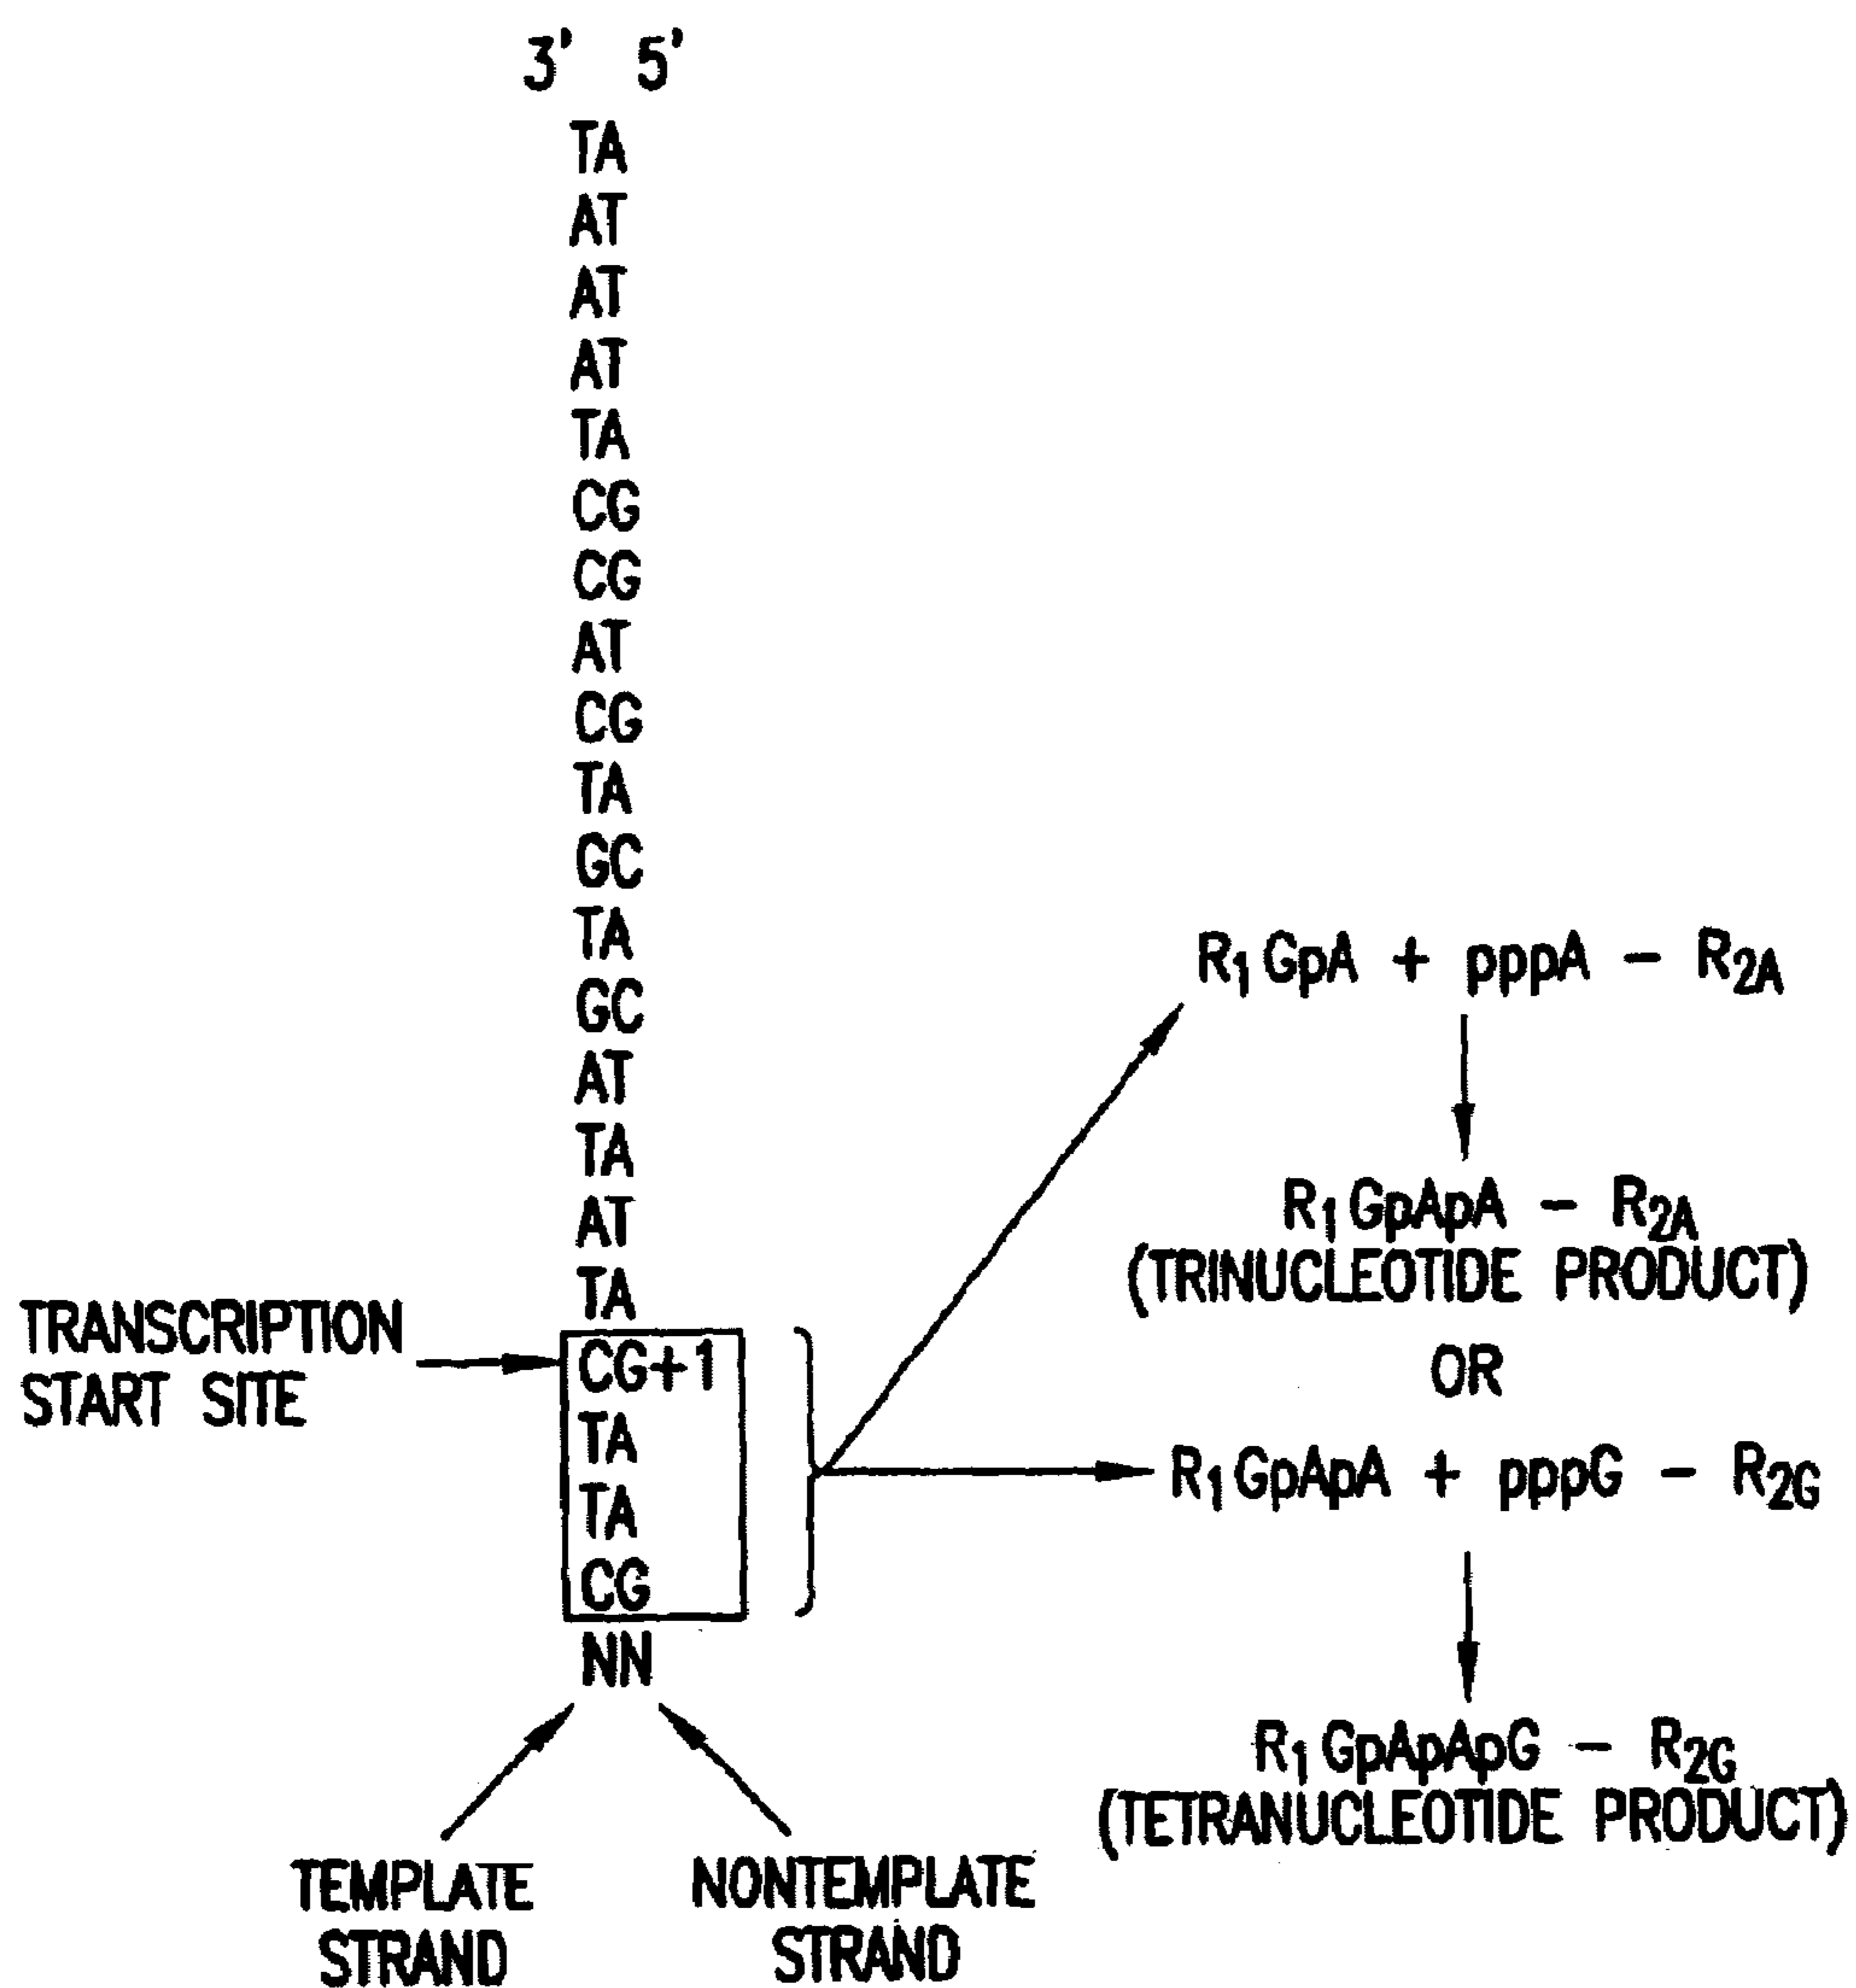 3' 5'
TA
AT
AT
AT
TA
CG
CG
AT
CG
TA
GC
TA
GC
AT
TA
AT
TA
CG+1
TA
TA
CG
NN
TRANSCRIPTION
START SITE
TEMPLATE
STRAND
NONTEMPLATE
STRAND
R1 GpA + pppA - R2A
R1 GpApA - R2A
(TRINUCLEOTIDE PRODUCT)
OR
R1 GpApA + pppG - R2G
R1 GpApApG - R2G
(TETRANUCLEOTIDE PRODUCT)